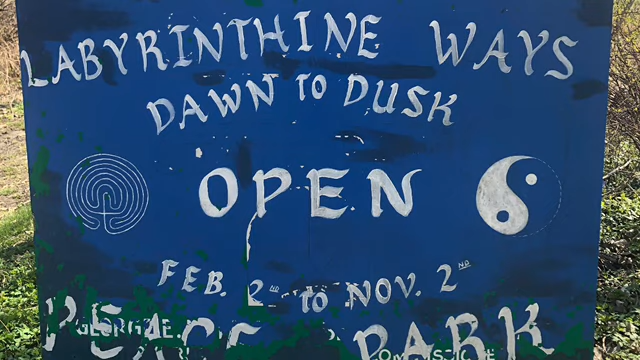 LABYRINTHINE WAYS
DAWN TO DUSK
OPEN
FEB. 2ND TO NOV. 2ND
PEACE PARK